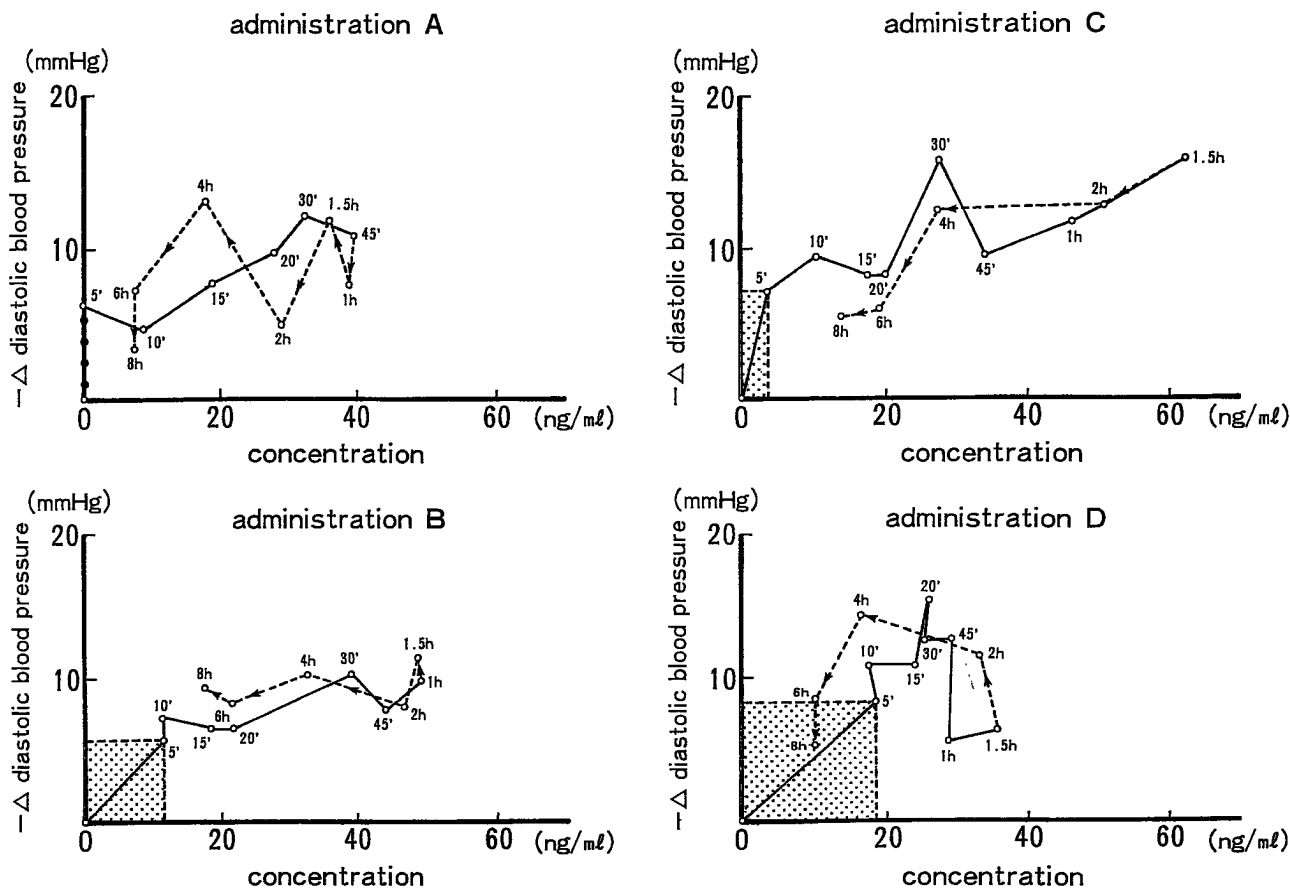 administration A
(mmHg)
20
10
0
—△ diastolic blood pressure
5'
10'
15'
20'
30'
45'
1h
1.5h
2h
4h
6h
8h
0
20
40
60
(ng/mℓ)
concentration
administration C
(mmHg)
20
10
0
—△ diastolic blood pressure
5'
10'
15'
20'
30'
45'
1h
1.5h
2h
4h
6h
8h
0
20
40
60
(ng/mℓ)
concentration
administration B
(mmHg)
20
10
0
—△ diastolic blood pressure
5'
10'
15'
20'
30'
45'
1h
1.5h
2h
4h
6h
8h
0
20
40
60
(ng/mℓ)
concentration
administration D
(mmHg)
20
10
0
—△ diastolic blood pressure
5'
10'
15'
20'
30'
45'
1h
1.5h
2h
4h
6h
8h
0
20
40
60
(ng/mℓ)
concentration